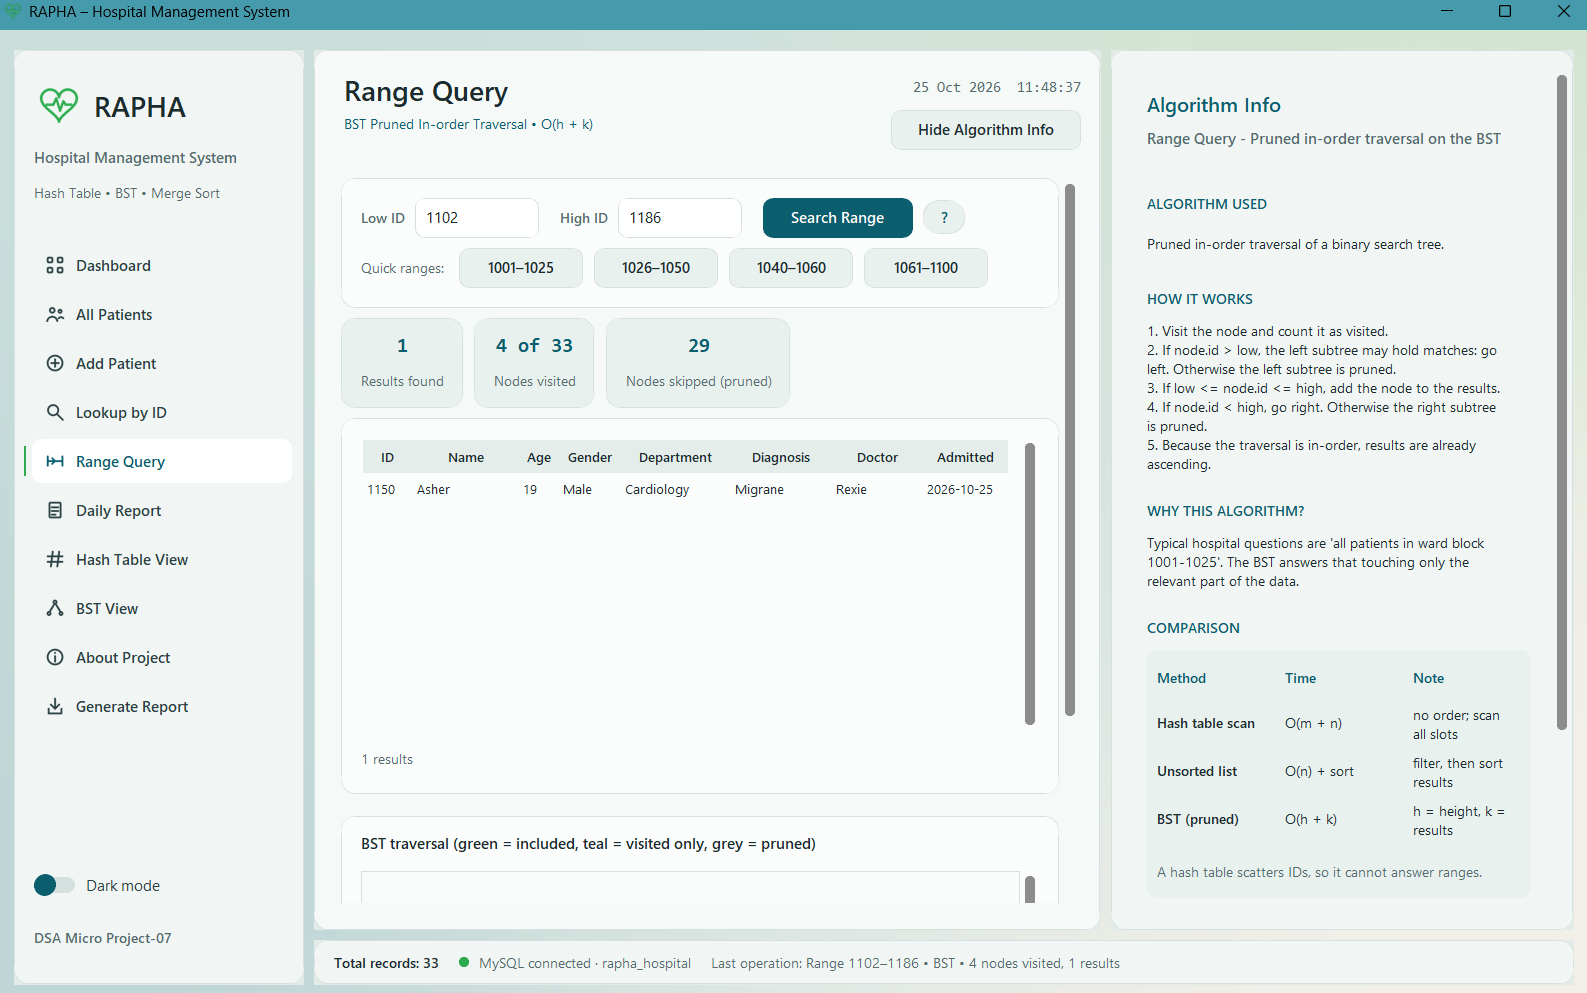 RAPHA – Hospital Management System
RAPHA
Hospital Management System
Hash Table • BST • Merge Sort
Dashboard
All Patients
Add Patient
Lookup by ID
Range Query
Daily Report
Hash Table View
BST View
About Project
Generate Report
Dark mode
DSA Micro Project-07
Range Query
BST Pruned In-order Traversal • O(h + k)
25 Oct 2026 11:48:37
Hide Algorithm Info
Low ID 1102 High ID 1186 Search Range ?
Quick ranges: 1001–1025 1026–1050 1040–1060 1061–1100
1 4 of 33 29
Results found Nodes visited Nodes skipped (pruned)
ID Name Age Gender Department Diagnosis Doctor Admitted
1150 Asher 19 Male Cardiology Migrane Rexie 2026-10-25
1 results
BST traversal (green = included, teal = visited only, grey = pruned)
Algorithm Info
Range Query - Pruned in-order traversal on the BST
ALGORITHM USED
Pruned in-order traversal of a binary search tree.
HOW IT WORKS
1. Visit the node and count it as visited.
2. If node.id > low, the left subtree may hold matches: go
left. Otherwise the left subtree is pruned.
3. If low <= node.id <= high, add the node to the results.
4. If node.id < high, go right. Otherwise the right subtree
is pruned.
5. Because the traversal is in-order, results are already
ascending.
WHY THIS ALGORITHM?
Typical hospital questions are 'all patients in ward block
1001-1025'. The BST answers that touching only the
relevant part of the data.
COMPARISON
Method Time Note
Hash table scan O(m + n) no order; scan
all slots
Unsorted list O(n) + sort filter, then sort
results
BST (pruned) O(h + k) h = height, k =
results
A hash table scatters IDs, so it cannot answer ranges.
Total records: 33 MySQL connected · rapha_hospital Last operation: Range 1102–1186 • BST • 4 nodes visited, 1 results